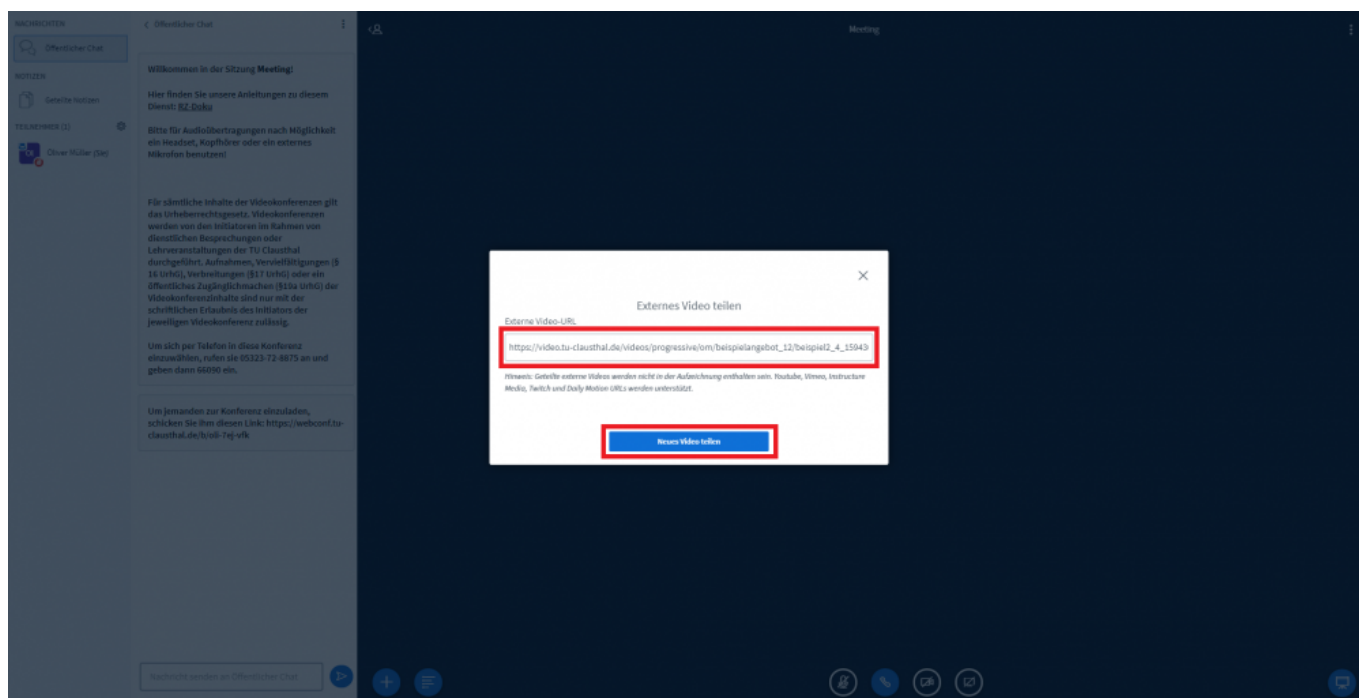 NACHRICHTEN
Öffentlicher Chat
NOTIZEN
Geteilte Notizen
TEILNEHMER (1)
Oliver Müller (Sie)
Öffentlicher Chat
Willkommen in der Sitzung Meeting!
Hier finden Sie unsere Anleitungen zu diesem
Dienst: RZ-Doku
Bitte für Audioübertragungen nach Möglichkeit
ein Headset, Kopfhörer oder ein externes
Mikrofon benutzen!
Für sämtliche Inhalte der Videokonferenzen gilt
das Urheberrechtsgesetz. Videokonferenzen
werden von den Initiatoren im Rahmen von
dienstlichen Besprechungen oder
Lehrveranstaltungen der TU Clausthal
durchgeführt. Aufnahmen, Vervielfältigungen (§
16 UrhG), Verbreitungen (§17 UrhG) oder ein
öffentliches Zugänglichmachen (§19a UrhG) der
Videokonferenzinhalte sind nur mit der
schriftlichen Erlaubnis des Initiators der
jeweiligen Videokonferenz zulässig.
Um sich per Telefon in diese Konferenz
einzuwählen, rufen sie 05323-72-8875 an und
geben dann 66090 ein.
Um jemanden zur Konferenz einzuladen,
schicken Sie ihm diesen Link: https://webconf.tu-
clausthal.de/b/oli-7ej-vfk
Nachricht senden an Öffentlicher Chat
Meeting
Externes Video teilen
Externe Video-URL
https://video.tu-clausthal.de/videos/progressive/om/beispielangebot_12/beispiel2_4_15943
Hinweis: Geteilte externe Videos werden nicht in der Aufzeichnung enthalten sein. Youtube, Vimeo, Instructure
Media, Twitch und Daily Motion URLs werden unterstützt.
Neues Video teilen